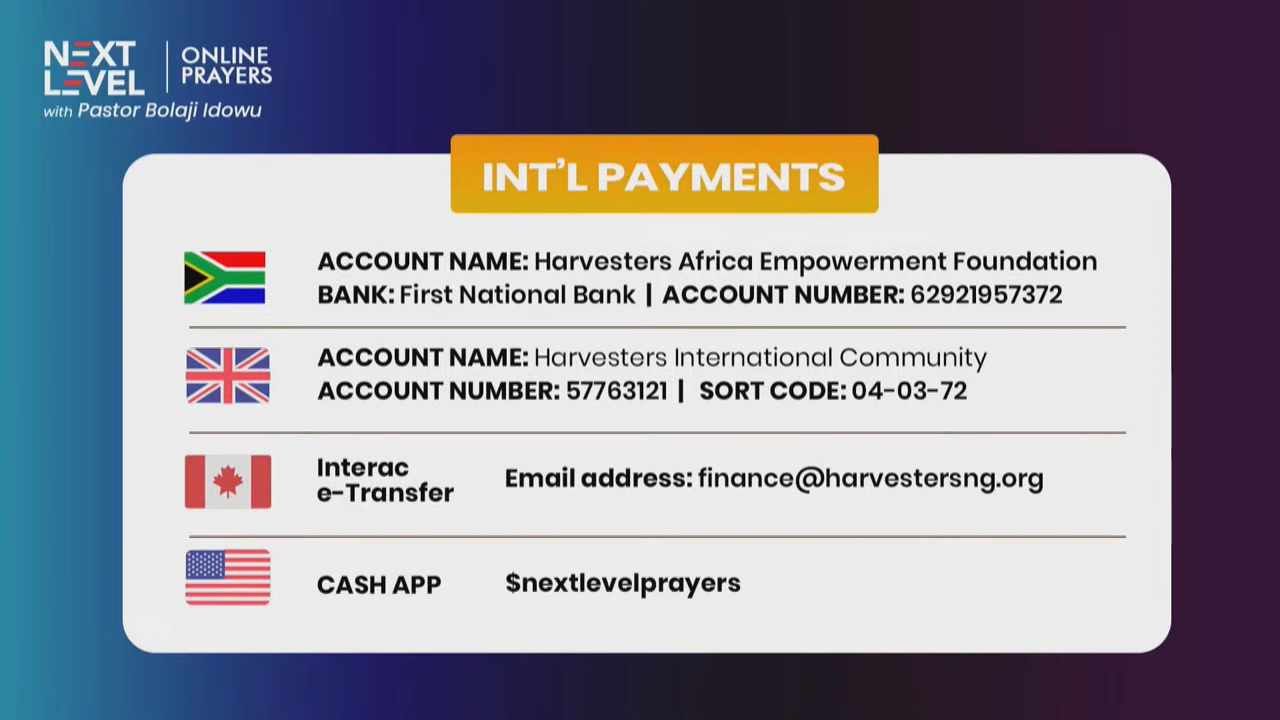 NEXT LEVEL | ONLINE PRAYERS
with Pastor Bolaji Idowu
INT'L PAYMENTS
ACCOUNT NAME: Harvesters Africa Empowerment Foundation
BANK: First National Bank | ACCOUNT NUMBER: 62921957372
ACCOUNT NAME: Harvesters International Community
ACCOUNT NUMBER: 57763121 | SORT CODE: 04-03-72
Interac
e-Transfer
Email address: finance@harvestersng.org
CASH APP $nextlevelprayers